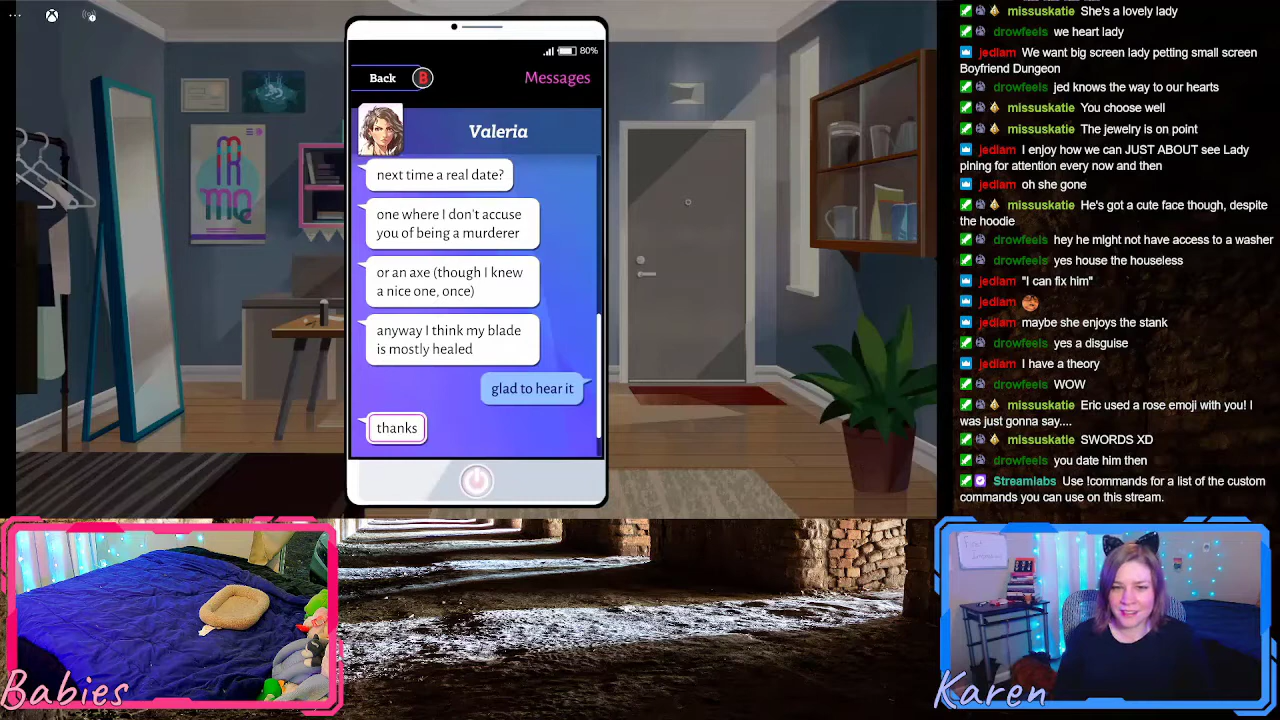 ...
80%
Back
B
Messages
Valeria
next time a real date?
one where I don't accuse
you of being a murderer
or an axe (though I knew
a nice one, once)
anyway I think my blade
is mostly healed
glad to hear it
thanks
missuskatie She's a lovely lady
drowfeels we heart lady
jedlam We want big screen lady petting small screen
Boyfriend Dungeon
drowfeels jed knows the way to our hearts
missuskatie You choose well
missuskatie The jewelry is on point
jedlam I enjoy how we can JUST ABOUT see Lady
pining for attention every now and then
jedlam oh she gone
missuskatie He's got a cute face though, despite
the hoodie
drowfeels hey he might not have access to a washer
drowfeels yes house the houseless
jedlam "I can fix him"
jedlam
jedlam maybe she enjoys the stank
drowfeels yes a disguise
jedlam I have a theory
drowfeels WOW
missuskatie Eric used a rose emoji with you! I
was just gonna say....
missuskatie SWORDS XD
drowfeels you date him then
Streamlabs Use !commands for a list of the custom
commands you can use on this stream.
Babies
Karen